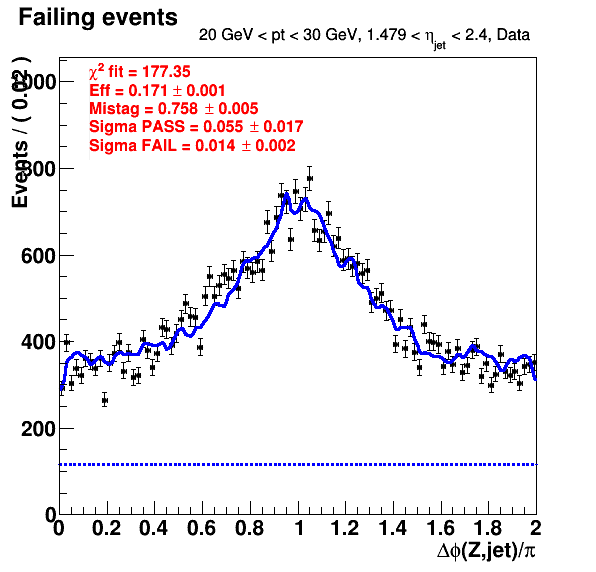 Failing events
20 GeV < pt < 30 GeV, 1.479 < η_jet < 2.4, Data
χ² fit = 177.35
Eff = 0.171 ± 0.001
Mistag = 0.758 ± 0.005
Sigma PASS = 0.055 ± 0.017
Sigma FAIL = 0.014 ± 0.002
Events / ( 0.02 )
1000
800
600
400
200
0
0 0.2 0.4 0.6 0.8 1 1.2 1.4 1.6 1.8 2
Δϕ(Z,jet)/π